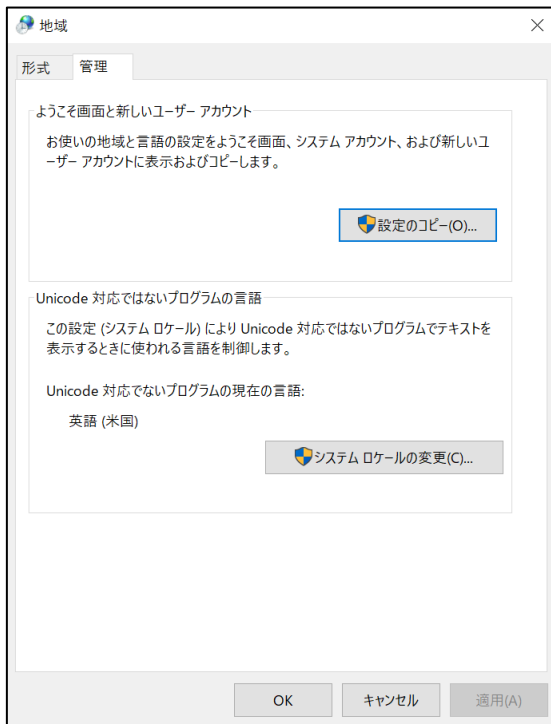 地域
形式 管理
ようこそ画面と新しいユーザー アカウント
お使いの地域と言語の設定をようこそ画面、システム アカウント、および新しいユ
ーザー アカウントに表示およびコピーします。
設定のコピー(O)...
Unicode 対応ではないプログラムの言語
この設定 (システム ロケール) により Unicode 対応ではないプログラムでテキストを
表示するときに使われる言語を制御します。
Unicode 対応でないプログラムの現在の言語:
英語 (米国)
システム ロケールの変更(C)...
OK キャンセル 適用(A)